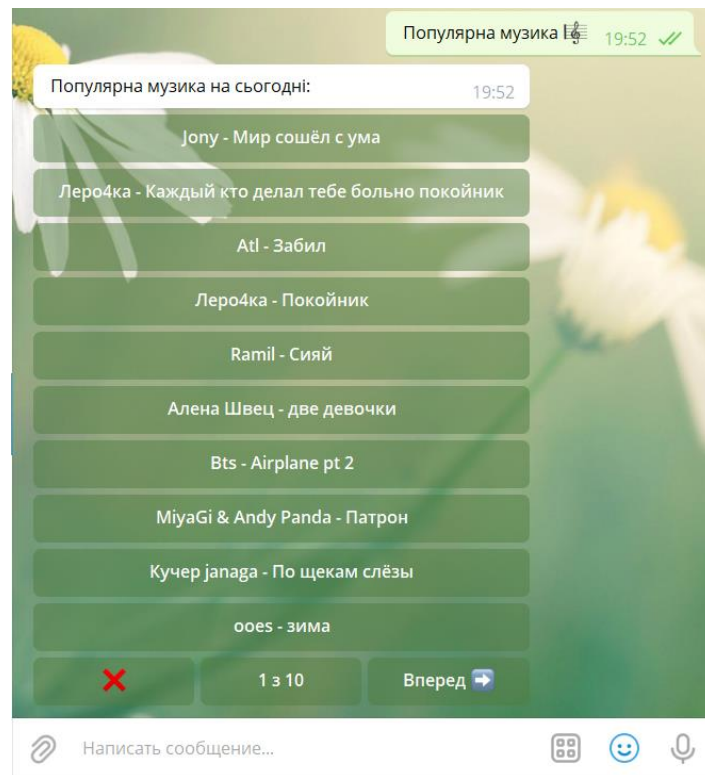 Популярна музика 🎼 19:52
Популярна музика на сьогодні: 19:52
Jony - Мир сошёл с ума
Леро4ка - Каждый кто делал тебе больно покойник
Atl - Забил
Леро4ка - Покойник
Ramil - Сияй
Алена Швец - две девочки
Bts - Airplane pt 2
MiyaGi & Andy Panda - Патрон
Кучер janaga - По щекам слёзы
ooes - зима
❌ 1 з 10 Вперед ➡️
Написать сообщение...